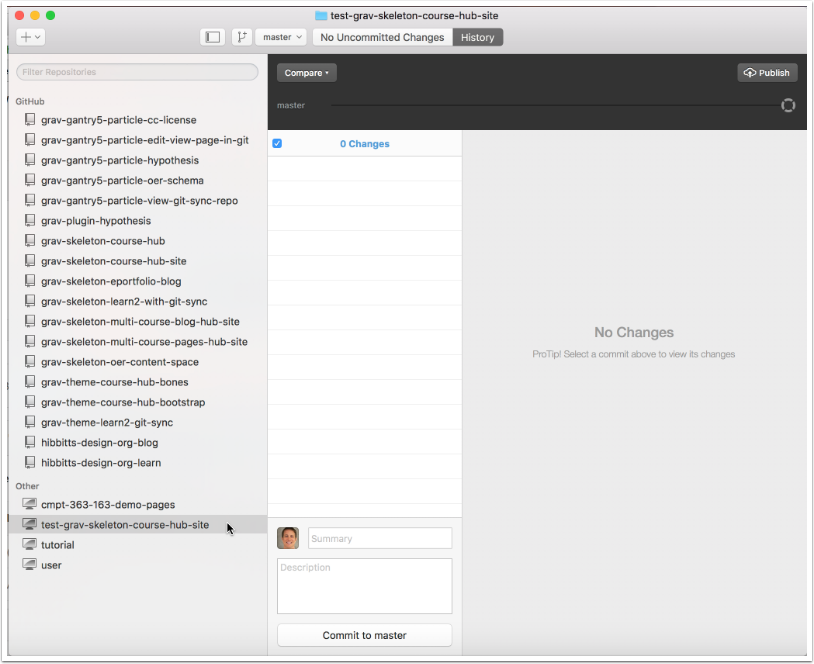 test-grav-skeleton-course-hub-site
master
No Uncommitted Changes
History
Filter Repositories
Compare
Publish
master
GitHub
grav-gantry5-particle-cc-license
grav-gantry5-particle-edit-view-page-in-git
grav-gantry5-particle-hypothesis
grav-gantry5-particle-oer-schema
grav-gantry5-particle-view-git-sync-repo
grav-plugin-hypothesis
grav-skeleton-course-hub
grav-skeleton-course-hub-site
grav-skeleton-eportfolio-blog
grav-skeleton-learn2-with-git-sync
grav-skeleton-multi-course-blog-hub-site
grav-skeleton-multi-course-pages-hub-site
grav-skeleton-oer-content-space
grav-theme-course-hub-bones
grav-theme-course-hub-bootstrap
grav-theme-learn2-git-sync
hibbitts-design-org-blog
hibbitts-design-org-learn
Other
cmpt-363-163-demo-pages
test-grav-skeleton-course-hub-site
tutorial
user
0 Changes
Summary
Description
Commit to master
No Changes
ProTip! Select a commit above to view its changes